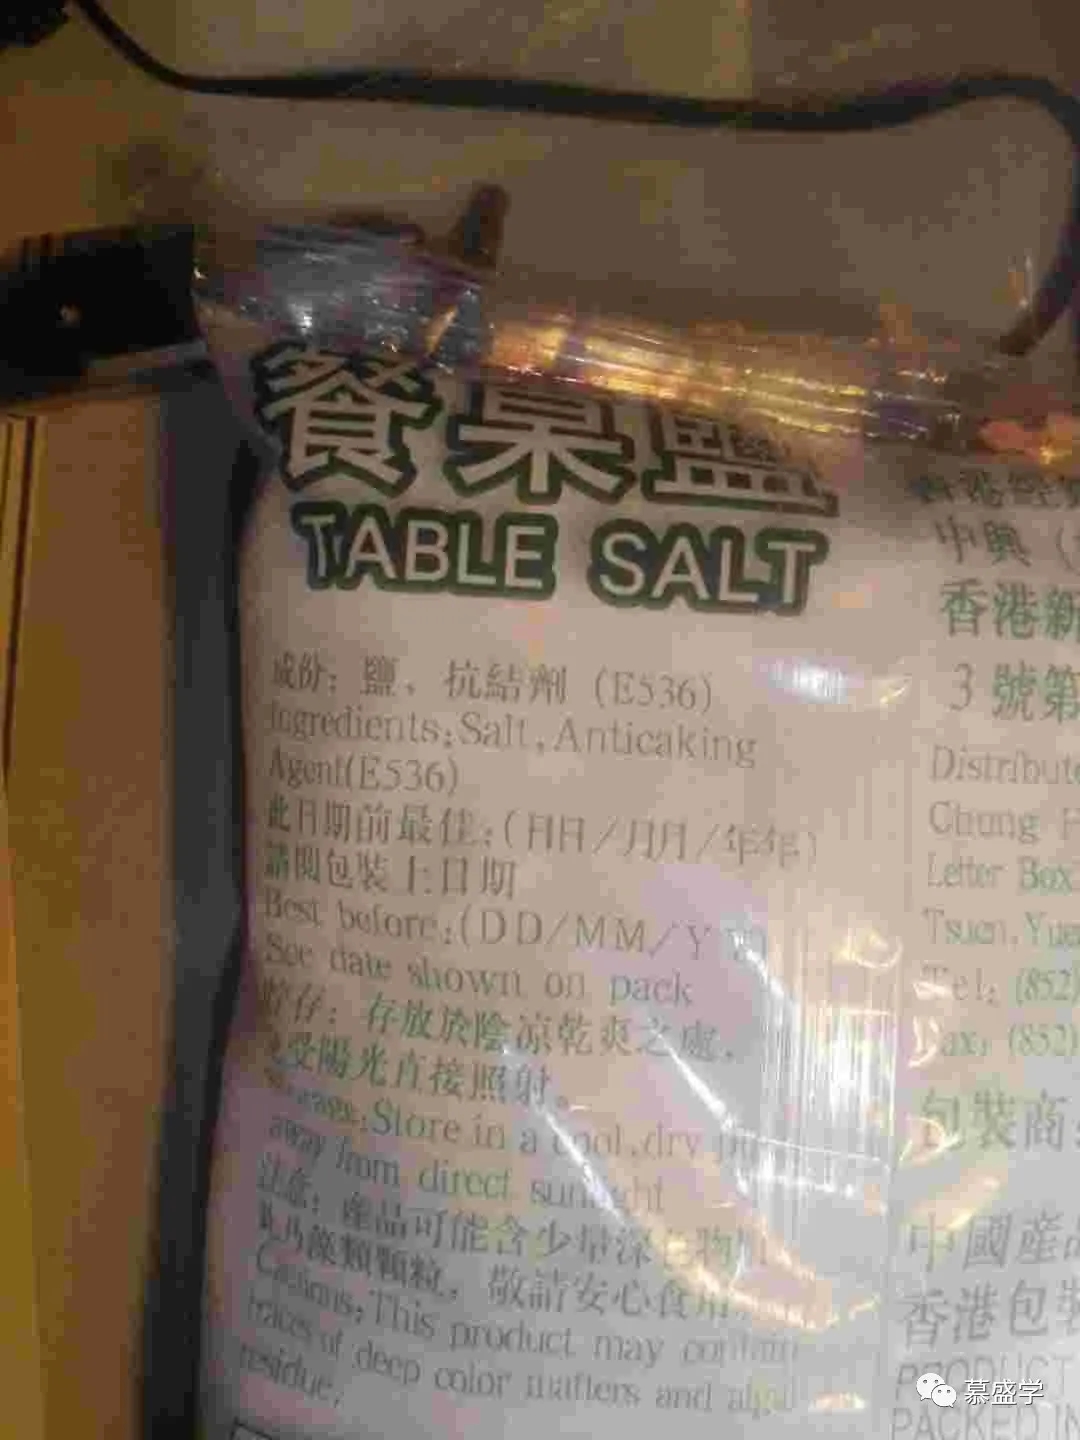 餐桌鹽
TABLE SALT
成份：鹽，抗結劑（E536）
Ingredients:Salt,Anticaking
Agent(E536)
此日期前最佳：（日日/月月/年年）
請閱包裝上日期
Best before:(DD/MM/Y
See date shown on pack
貯存：存放於陰涼乾爽之處，
受陽光直接照射。
Store in a cool,dry
away from direct sunlight
注意：產品可能含少量深
藻類顆粒，敬請安心食用
Cautions:This product may contain
traces of deep color matters and algal
residue,
中興（
香港新
3 號第
Distribute
Chung H
Letter Box
Tsuen,Yue
Tel: (852)
Fax: (852)
包裝商
中國產品
香港包裝
PRODUCT
PACKED IN
慕盛学